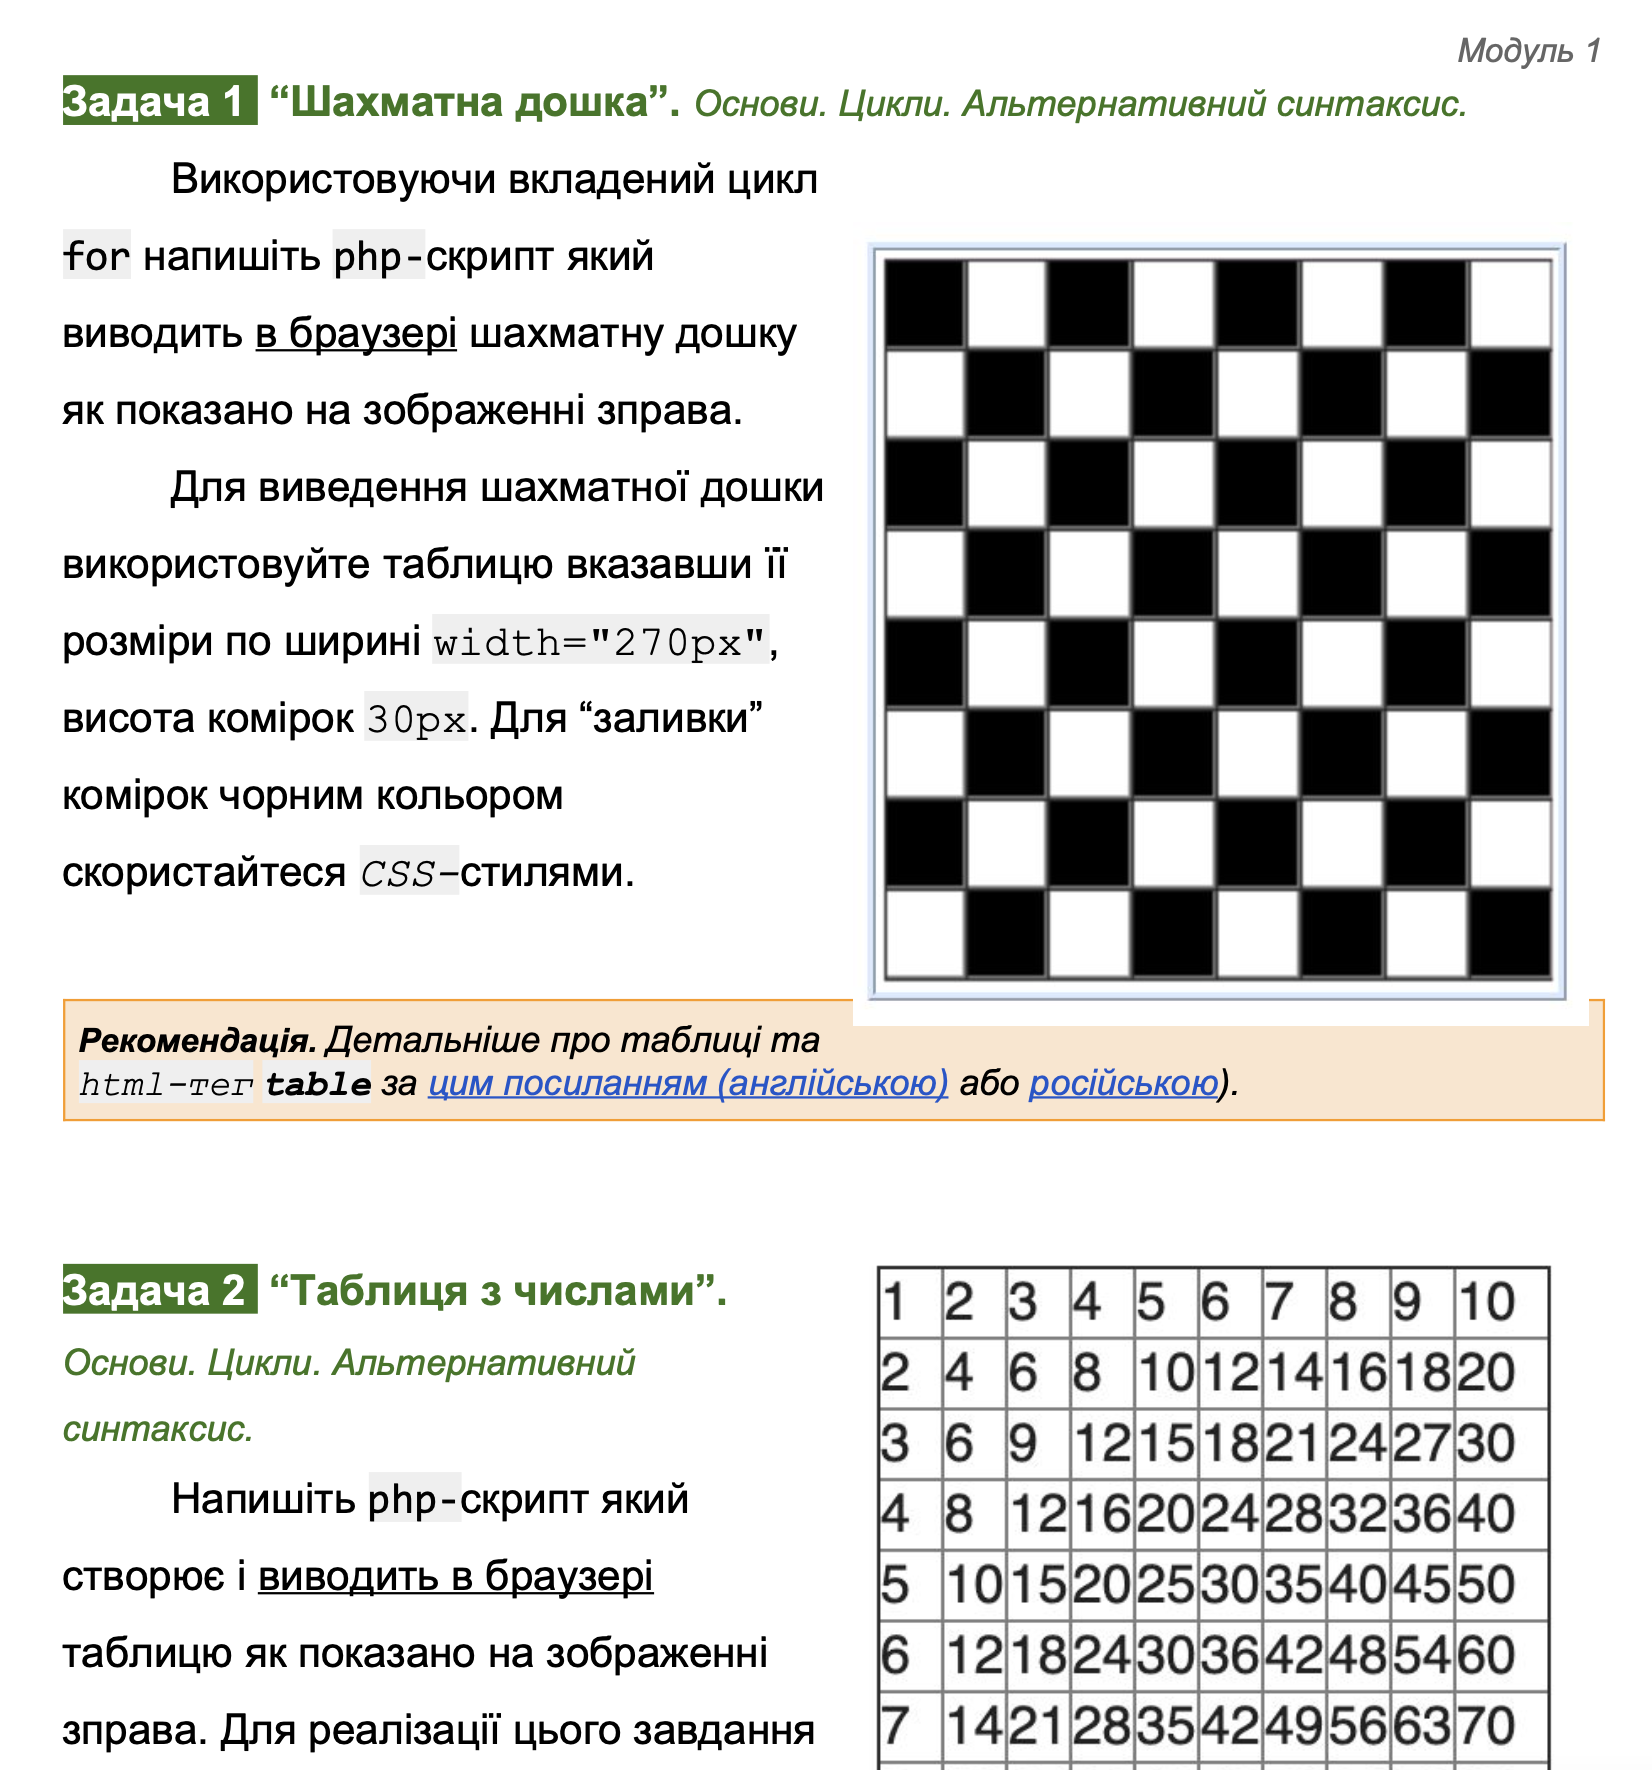 Модуль 1
Задача 1 “Шахматна дошка”. Основи. Цикли. Альтернативний синтаксис.
Використовуючи вкладений цикл
for напишіть php-скрипт який
виводить в браузері шахматну дошку
як показано на зображенні зправа.
Для виведення шахматної дошки
використовуйте таблицю вказавши її
розміри по ширині width="270px",
висота комірок 30px. Для “заливки”
комірок чорним кольором
скористайтеся CSS-стилями.
Рекомендація. Детальніше про таблиці та
html-тег table за цим посиланням (англійською) або російською).
Задача 2 “Таблиця з числами”.
Основи. Цикли. Альтернативний
синтаксис.
Напишіть php-скрипт який
створює і виводить в браузері
таблицю як показано на зображенні
зправа. Для реалізації цього завдання
1 2 3 4 5 6 7 8 9 10
2 4 6 8 10 12 14 16 18 20
3 6 9 12 15 18 21 24 27 30
4 8 12 16 20 24 28 32 36 40
5 10 15 20 25 30 35 40 45 50
6 12 18 24 30 36 42 48 54 60
7 14 21 28 35 42 49 56 63 70